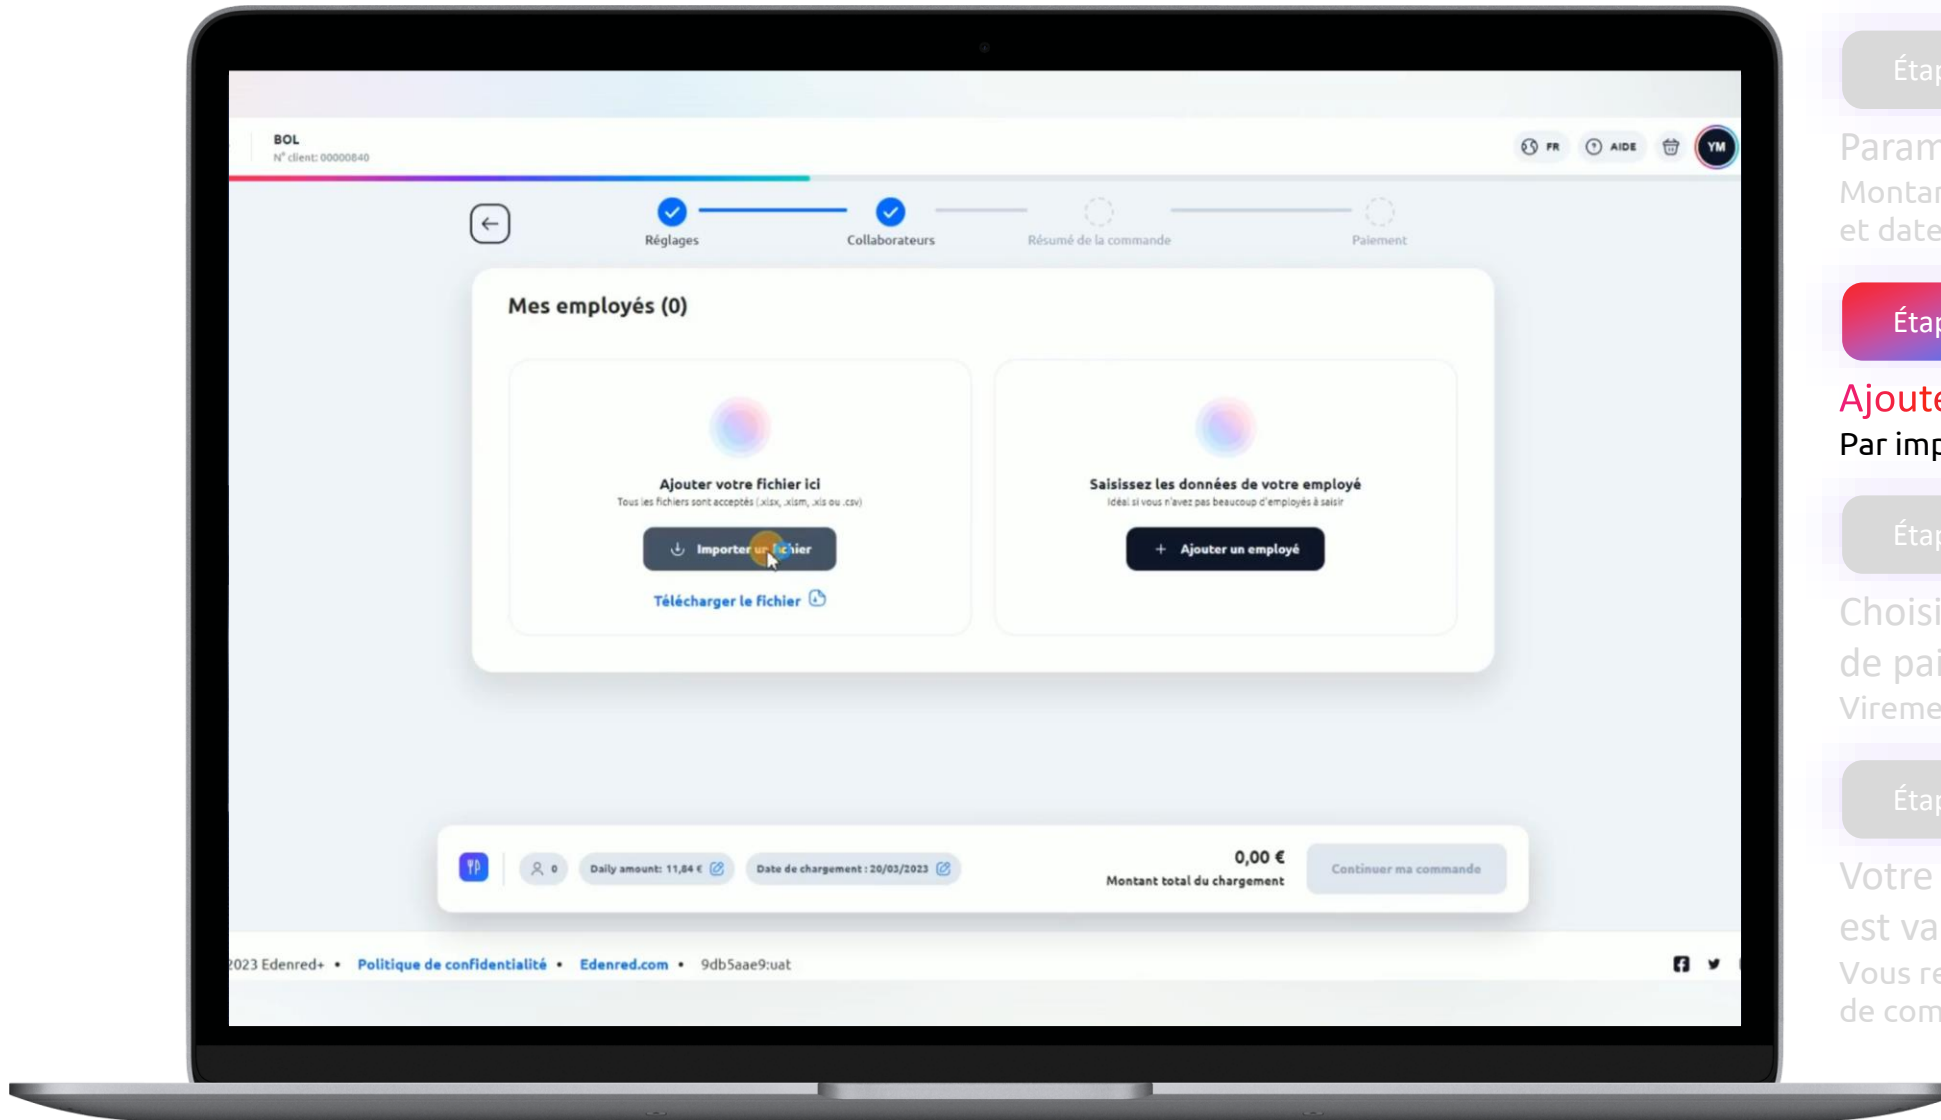 BOL
N° client: 00000840
FR
AIDE
YM
Réglages
Collaborateurs
Résumé de la commande
Paiement
Mes employés (0)
Ajouter votre fichier ici
Tous les fichiers sont acceptés (.xlsx, .xlsm, .xls ou .csv)
Importer un fichier
Télécharger le fichier
Saisissez les données de votre employé
Idéal si vous n'avez pas beaucoup d'employés à saisir
+ Ajouter un employé
0
Daily amount: 11,84 €
Date de chargement : 20/03/2023
0,00 €
Montant total du chargement
Continuer ma commande
2023 Edenred+ • Politique de confidentialité • Edenred.com • 9db5aae9:uat
Étap
Param
Montan
et date
Étap
Ajoute
Par imp
Étap
Choisi
de pai
Vireme
Étap
Votre
est va
Vous re
de com